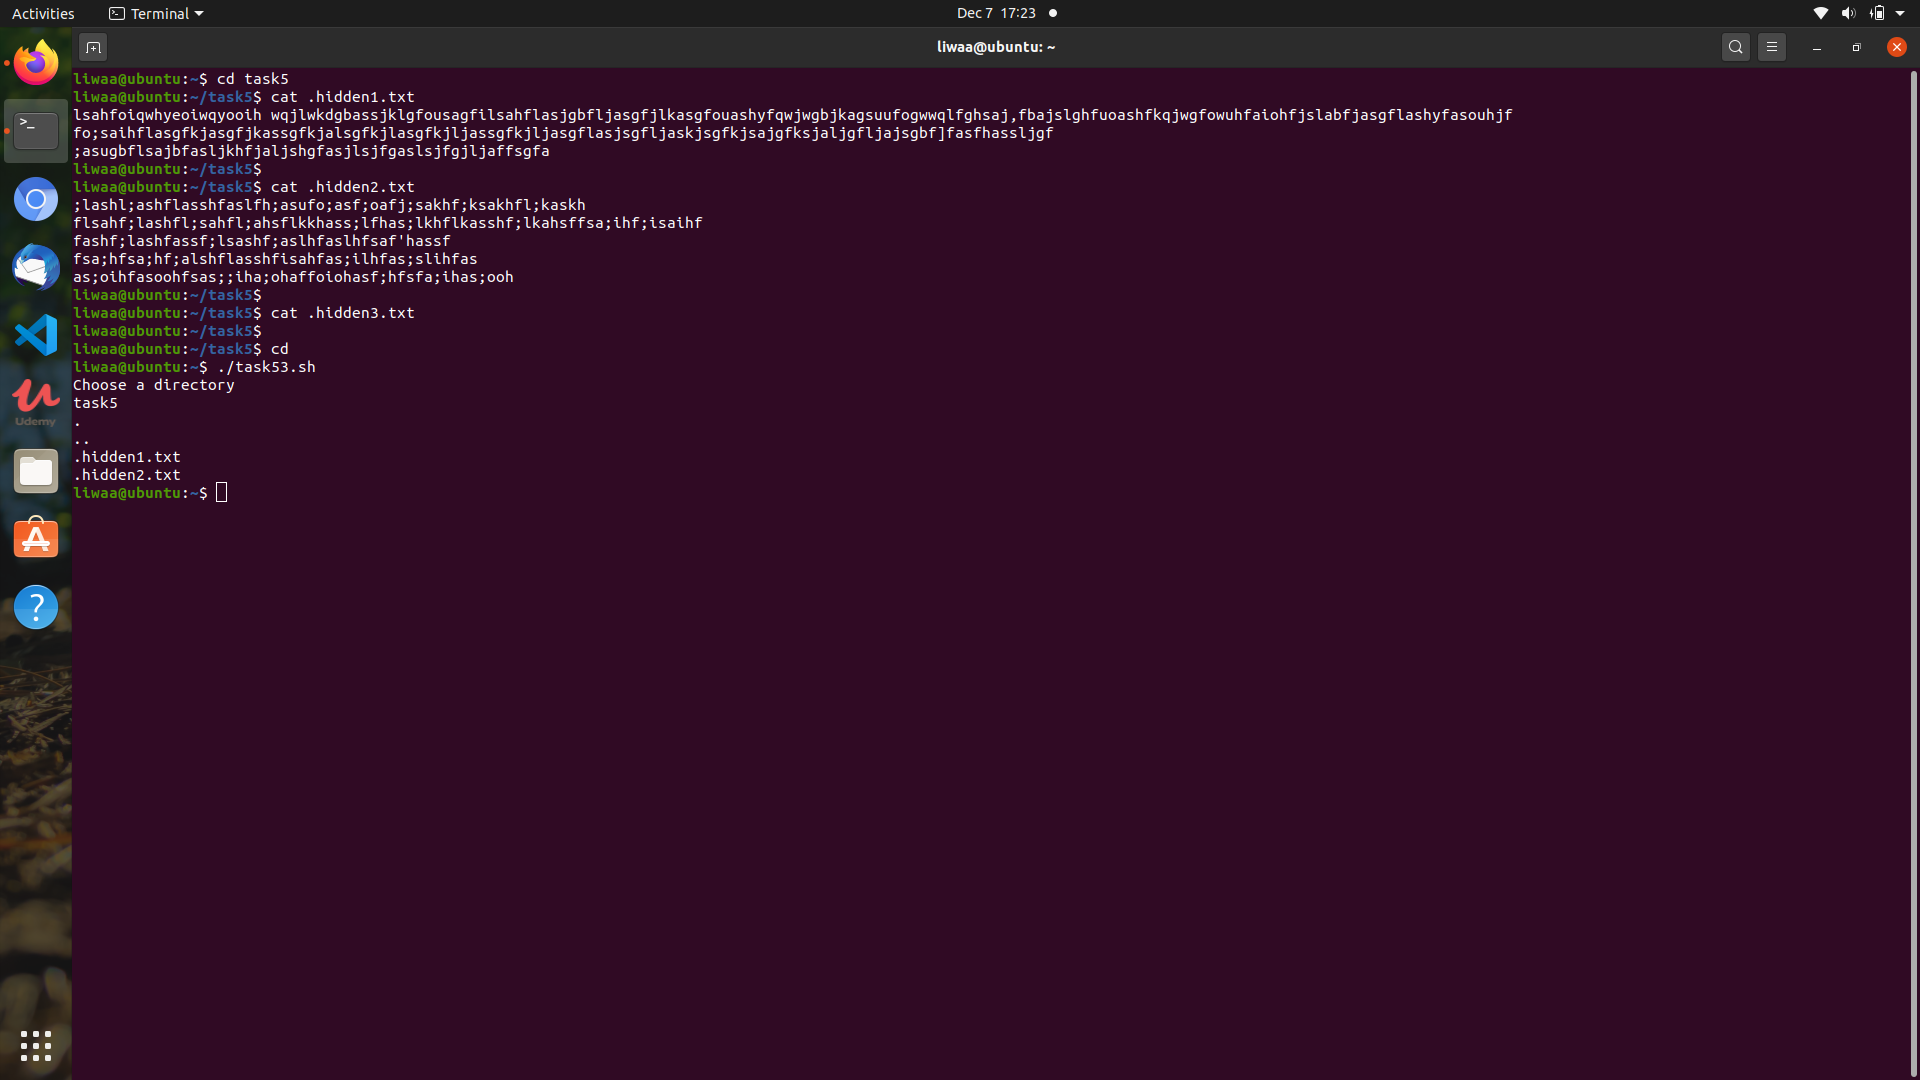 Activities
Terminal
Dec 7 17:23
liwaa@ubuntu: ~
liwaa@ubuntu:~$ cd task5
liwaa@ubuntu:~/task5$ cat .hidden1.txt
lsahfoiqwhyeoiwqyooih wqjlwkdgbassjklgfousagfilsahflasjgbfljasgfjlkasgfouashyfqwjwgbjkagsuufogwwqlfghsaj,fbajslghfuoashfkqjwgfowuhfaiohfjslabfjasgflashyfasouhjf
fo;saihflasgfkjasgfjkassgfkjalsgfkjlasgfkjljassgfkjljasgflasjsgfljaskjsgfkjsajgfksjaljgfljajsgbf]fasfhassljgf
;asugbflsajbfasljkhfjaljshgfasjlsjfgaslsjfgjljaffsgfa
liwaa@ubuntu:~/task5$
liwaa@ubuntu:~/task5$ cat .hidden2.txt
;lashl;ashflasshfaslfh;asufo;asf;oafj;sakhf;ksakhfl;kaskh
flsahf;lashfl;sahfl;ahsflkkhass;lfhas;lkhflkasshf;lkahsffsa;ihf;isaihf
fashf;lashfassf;lsashf;aslhfaslhfsaf'hassf
fsa;hfsa;hf;alshflasshfisahfas;ilhfas;slihfas
as;oihfasoohfsas;;iha;ohaffoiohasf;hfsfa;ihas;ooh
liwaa@ubuntu:~/task5$
liwaa@ubuntu:~/task5$ cat .hidden3.txt
liwaa@ubuntu:~/task5$
liwaa@ubuntu:~/task5$ cd
liwaa@ubuntu:~$ ./task53.sh
Choose a directory
task5
.
..
.hidden1.txt
.hidden2.txt
liwaa@ubuntu:~$
Udemy